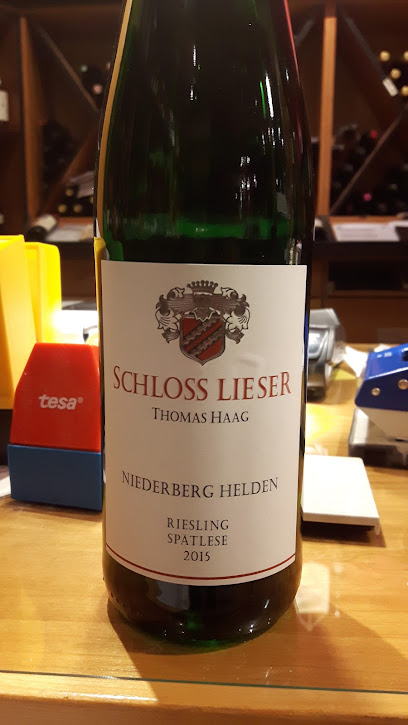 SCHLOSS LIESER
THOMAS HAAG
NIEDERBERG HELDEN
RIESLING
SPÄTLESE
2015
tesa